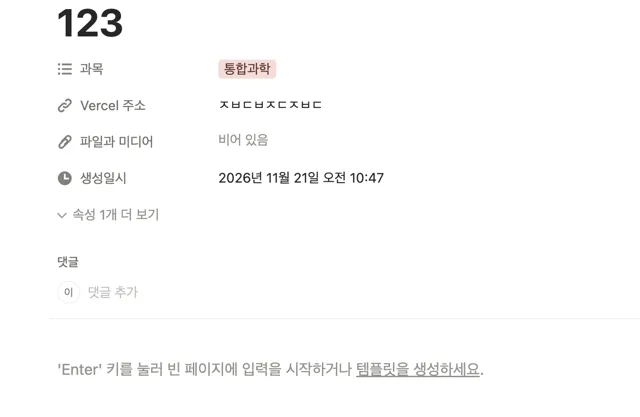 123
과목 통합과학
Vercel 주소 ㅈㅂㄷㅂㅈㄷㅈㅂㄷ
파일과 미디어 비어 있음
생성일시 2026년 11월 21일 오전 10:47
속성 1개 더 보기
댓글
이 댓글 추가
'Enter' 키를 눌러 빈 페이지에 입력을 시작하거나 템플릿을 생성하세요.